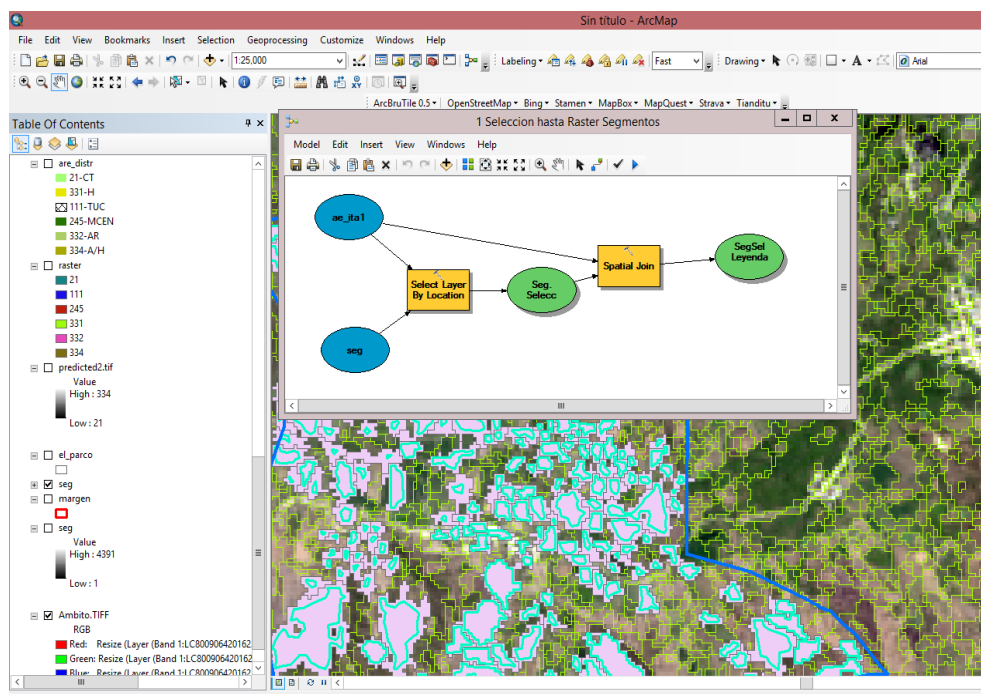 Sin título - ArcMap
File Edit View Bookmarks Insert Selection Geoprocessing Customize Windows Help
1:25,000 Labeling Fast Drawing A Arial
ArcBruTile 0.5 OpenStreetMap Bing Stamen MapBox MapQuest Strava Tianditu
Table Of Contents
are_distr
21-CT
331-H
111-TUC
245-MCEN
332-AR
334-A/H
raster
21
111
245
331
332
334
predicted2.tif
Value
High : 334
Low : 21
el_parco
seg
margen
seg
Value
High : 4391
Low : 1
Ambito.TIFF
RGB
Red: Resize (Layer (Band 1:LC800906420162
Green: Resize (Layer (Band 1:LC800906420162
Blue: Resize (Layer (Band 1:LC800906420162
1 Seleccion hasta Raster Segmentos
Model Edit Insert View Windows Help
ae_ita1
Select Layer
By Location
seg
Seg.
Selecc
Spatial Join
SegSel
Leyenda